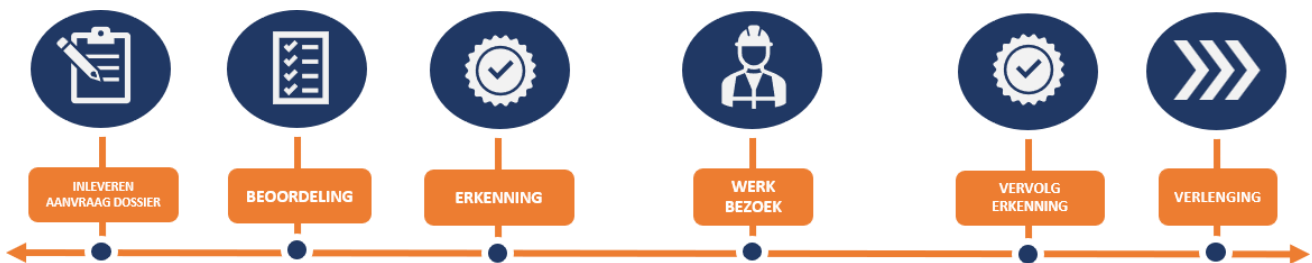 INLEVEREN
AANVRAAG DOSSIER
BEOORDELING
ERKENNING
WERK
BEZOEK
VERVOLG
ERKENNING
VERLENGING